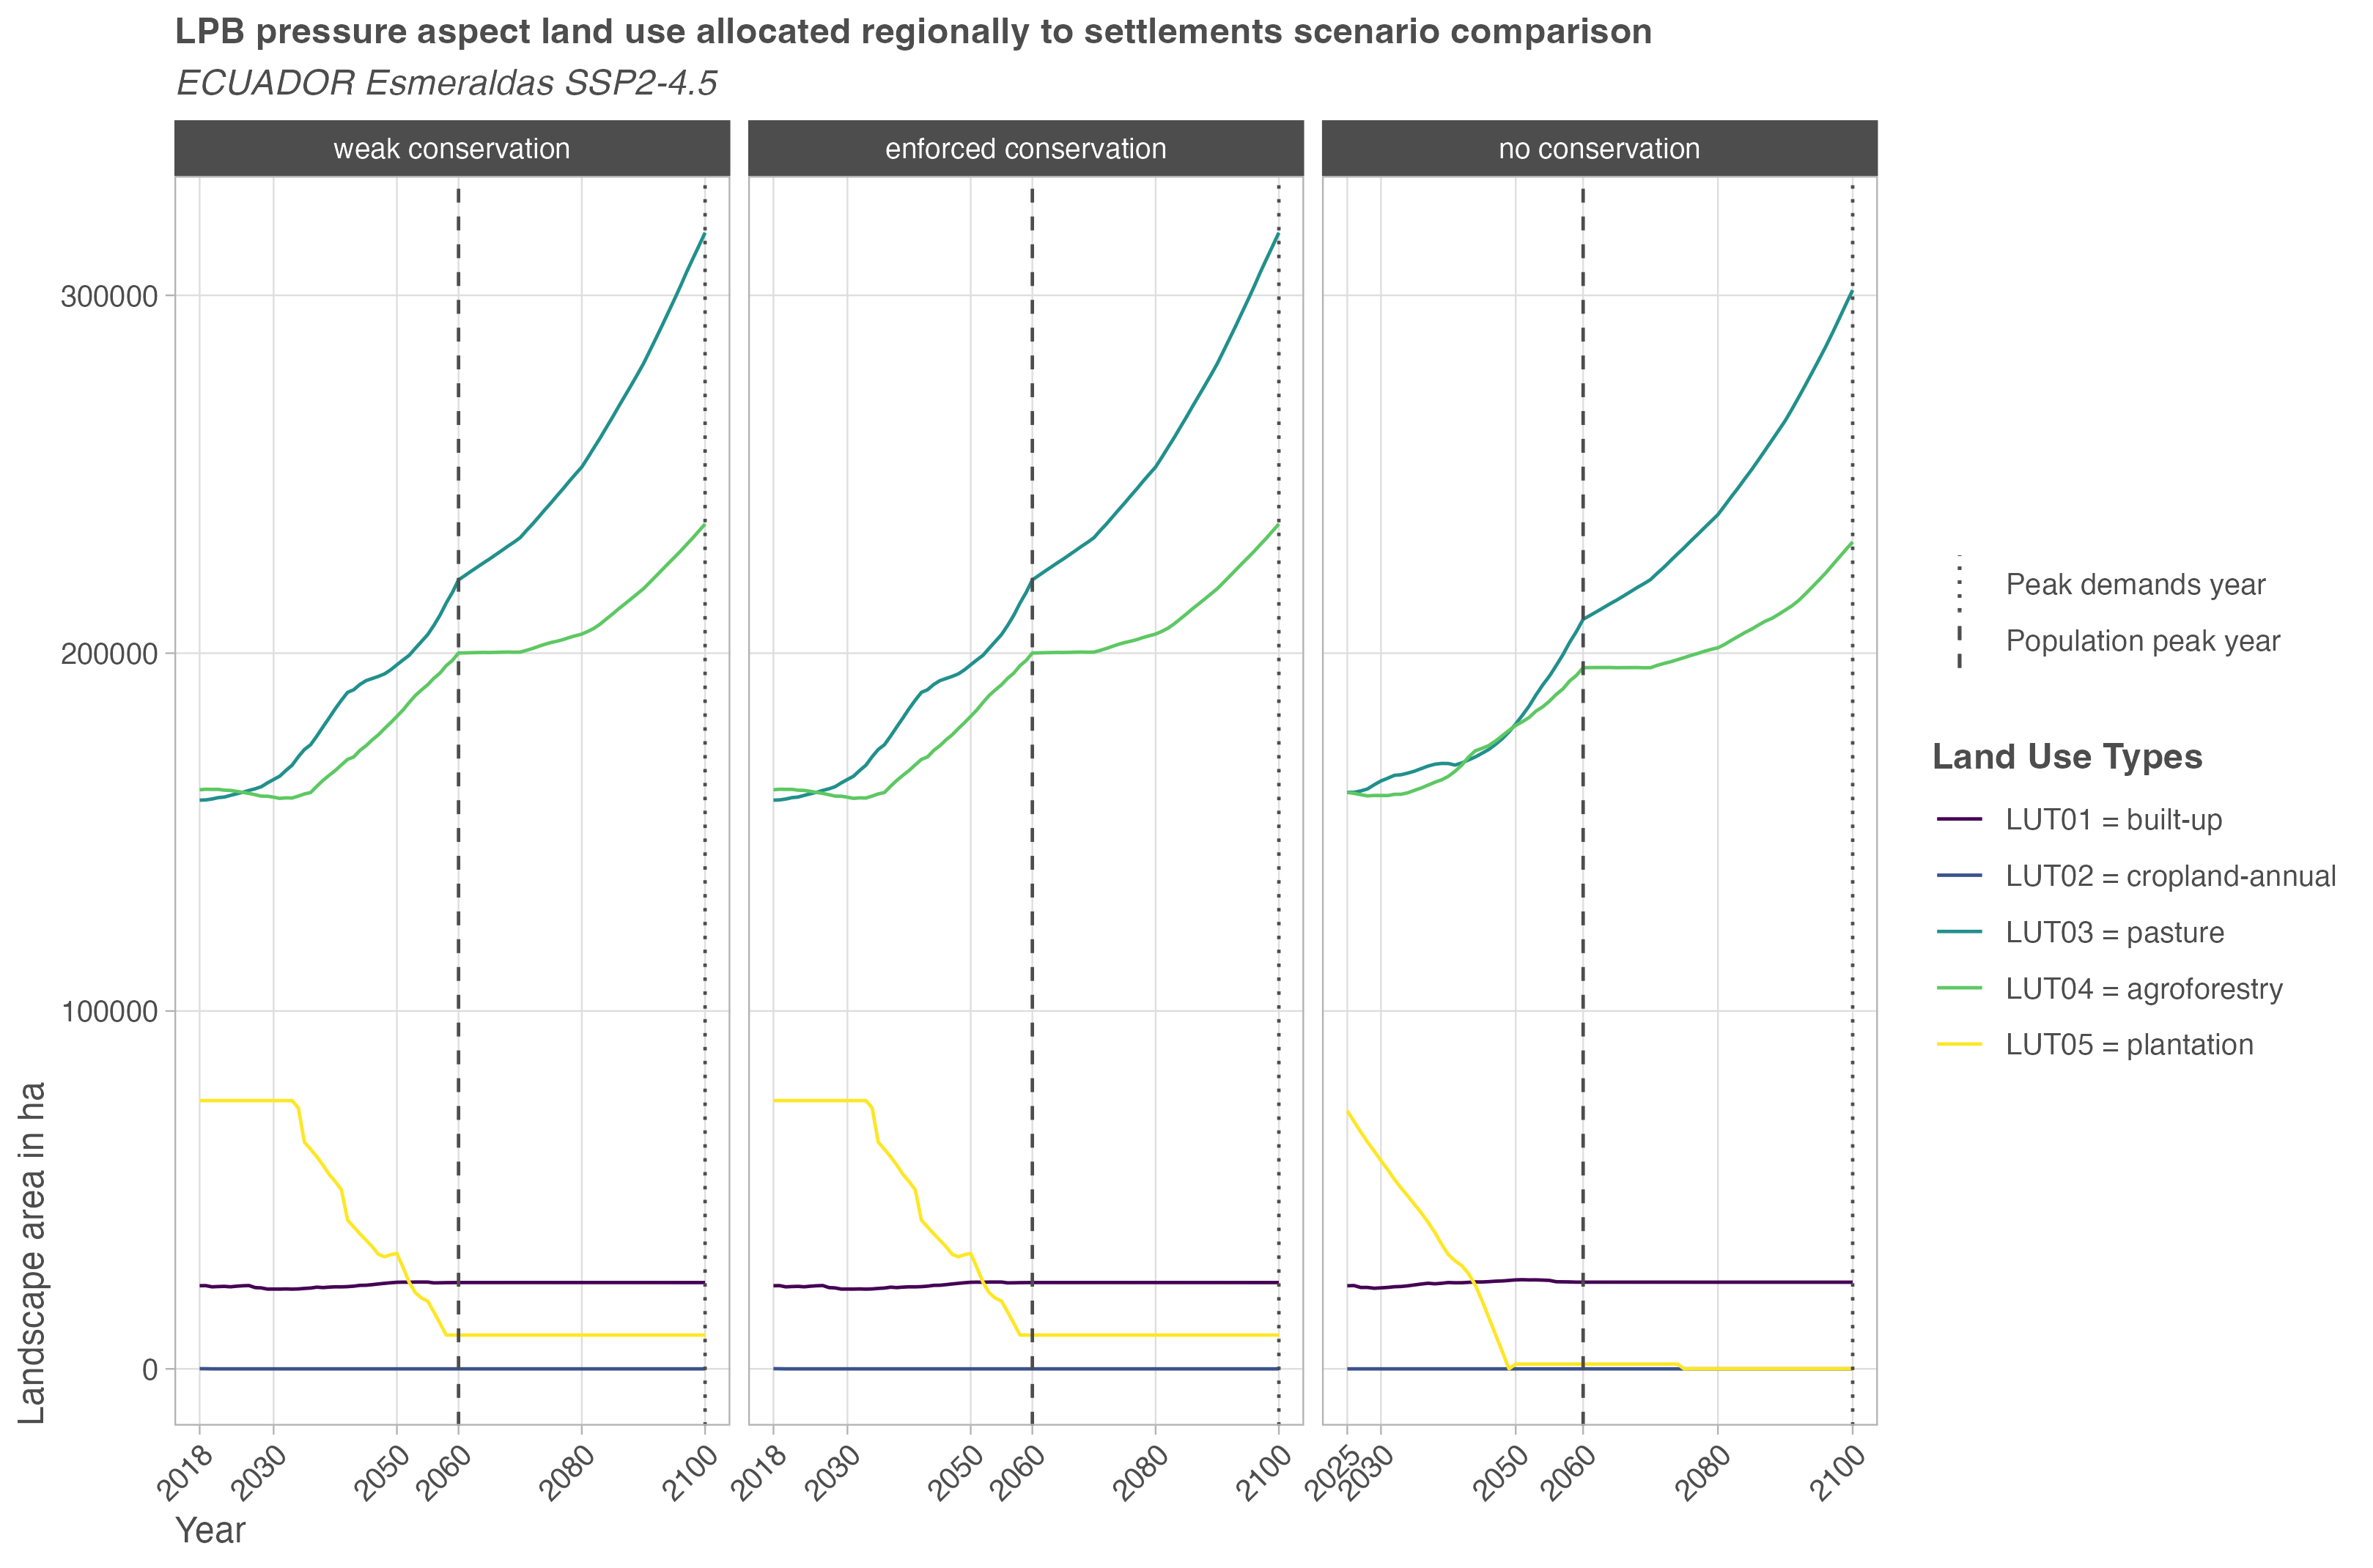 LPB pressure aspect land use allocated regionally to settlements scenario comparison
ECUADOR Esmeraldas SSP2-4.5
weak conservation
enforced conservation
no conservation
300000
200000
100000
0
Landscape area in ha
2018
2030
2050
2060
2080
2100
2018
2030
2050
2060
2080
2100
2025
2030
2050
2060
2080
2100
Year
Peak demands year
Population peak year
Land Use Types
LUT01 = built-up
LUT02 = cropland-annual
LUT03 = pasture
LUT04 = agroforestry
LUT05 = plantation